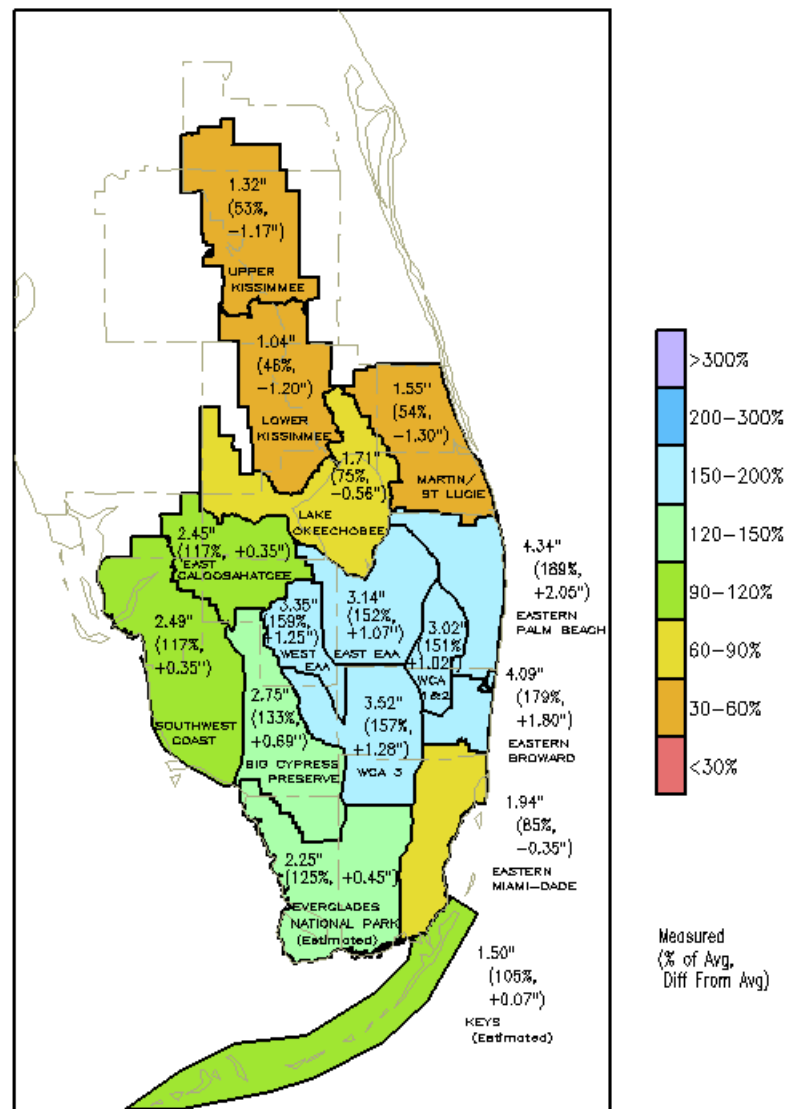 1.32"
(53%,
-1.17")
UPPER
KISSIMMEE
1.04"
(46%,
-1.20")
LOWER
KISSIMMEE
1.55"
(54%,
-1.30")
MARTIN/
ST LUCIE
1.71"
(75%,
-0.56")
LAKE
OKEECHOBEE
2.45"
(117%, +0.35")
EAST
CALOOSAHATCEE
2.49"
(117%,
+0.35")
SOUTHWEST
COAST
3.35"
(159%,
+1.25")
WEST
EAA
3.14"
(152%,
+1.07")
EAST EAA
3.02"
(151%,
+1.02")
WCA
1&2
4.34"
(189%,
+2.05")
EASTERN
PALM BEACH
4.09"
(179%,
+1.80")
EASTERN
BROWARD
2.75"
(133%,
+0.69")
BIG CYPRESS
PRESERVE
3.52"
(157%,
+1.28")
WCA 3
1.94"
(85%,
-0.35")
EASTERN
MIAMI-DADE
2.25"
(125%, +0.45")
EVERGLADES
NATIONAL PARK
(Estimated)
1.50"
(105%,
+0.07")
KEYS
(Estimated)
>300%
200-300%
150-200%
120-150%
90-120%
60-90%
30-60%
<30%
Measured
(% of Avg,
Diff From Avg)